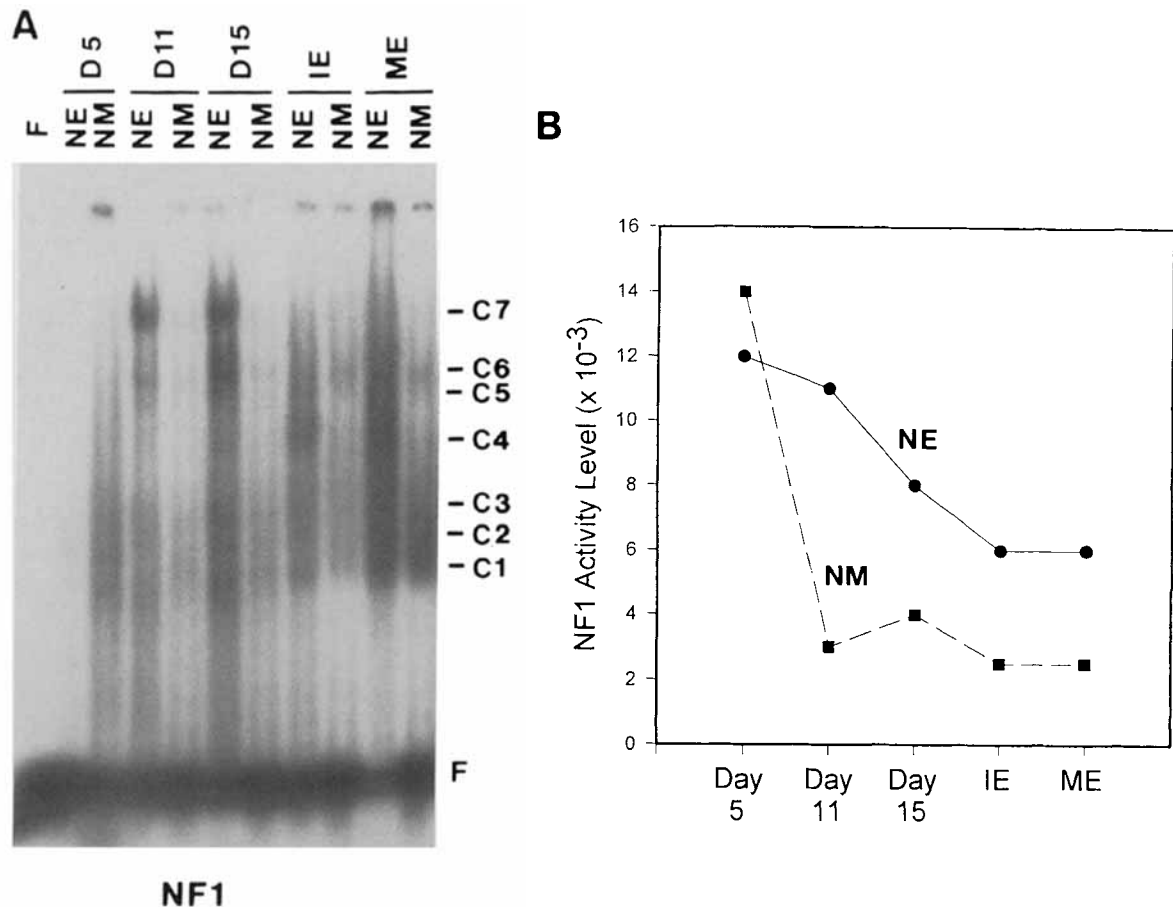 A
D5 D11 D15 IE ME
F NE NM NE NM NE NM NE NM NE NM
C7
C6
C5
C4
C3
C2
C1
F
NF1
B
NF1 Activity Level (x 10-3)
16
14
12
10
8
6
4
2
0
NE
NM
Day 5 Day 11 Day 15 IE ME